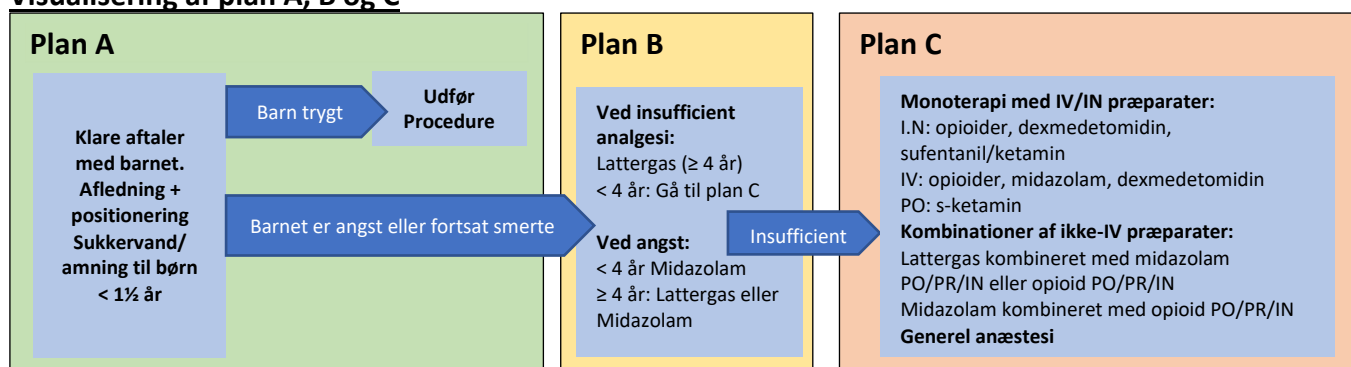 Visualisering af plan A, B og C
Plan A
Klare aftaler
med barnet.
Afledning +
positionering
Sukkervand/
amning til børn
< 1½ år
Barn trygt
Udfør
Procedure
Barnet er angst eller fortsat smerte
Plan B
Ved insufficient
analgesi:
Lattergas (≥ 4 år)
< 4 år: Gå til plan C
Ved angst:
< 4 år Midazolam
≥ 4 år: Lattergas eller
Midazolam
Insufficient
Plan C
Monoterapi med IV/IN præparater:
I.N: opioider, dexmedetomidin,
sufentanil/ketamin
IV: opioider, midazolam, dexmedetomidin
PO: s-ketamin
Kombinationer af ikke-IV præparater:
Lattergas kombineret med midazolam
PO/PR/IN eller opioid PO/PR/IN
Midazolam kombineret med opioid PO/PR/IN
Generel anæstesi